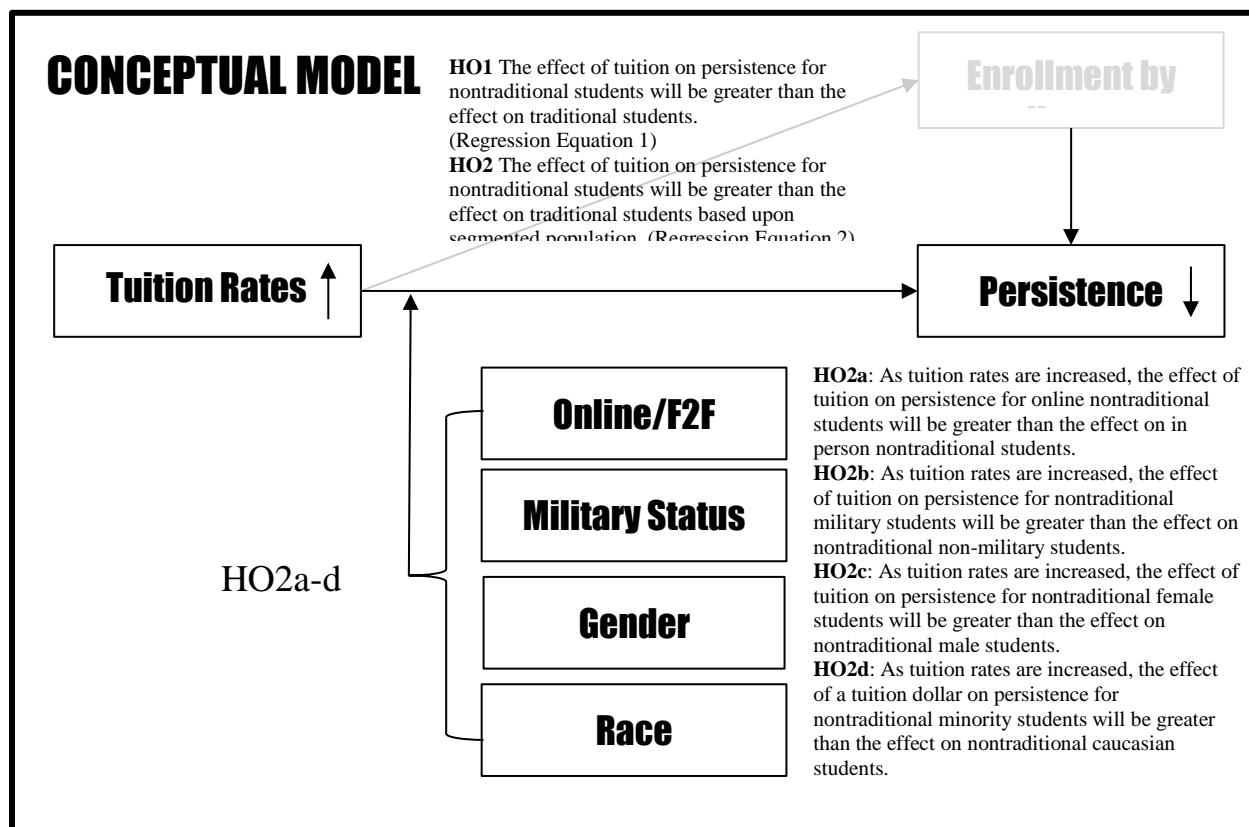 CONCEPTUAL MODEL
HO1 The effect of tuition on persistence for
nontraditional students will be greater than the
effect on traditional students.
(Regression Equation 1)
HO2 The effect of tuition on persistence for
nontraditional students will be greater than the
effect on traditional students based upon
segmented population. (Regression Equation 2)
Enrollment by
Tuition Rates
Persistence
Online/F2F
Military Status
Gender
Race
HO2a-d
HO2a: As tuition rates are increased, the effect of
tuition on persistence for online nontraditional
students will be greater than the effect on in
person nontraditional students.
HO2b: As tuition rates are increased, the effect
of tuition on persistence for nontraditional
military students will be greater than the effect on
nontraditional non-military students.
HO2c: As tuition rates are increased, the effect of
tuition on persistence for nontraditional female
students will be greater than the effect on
nontraditional male students.
HO2d: As tuition rates are increased, the effect
of a tuition dollar on persistence for
nontraditional minority students will be greater
than the effect on nontraditional caucasian
students.